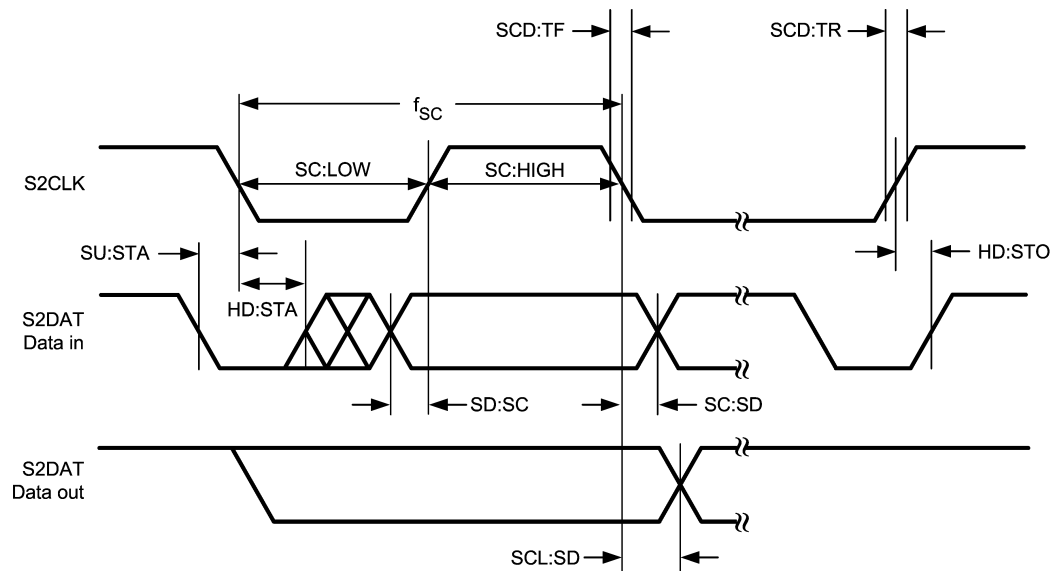 SCD:TF
SCD:TR
fSC
SC:LOW
SC:HIGH
S2CLK
SU:STA
HD:STO
HD:STA
S2DAT
Data in
SD:SC
SC:SD
S2DAT
Data out
SCL:SD